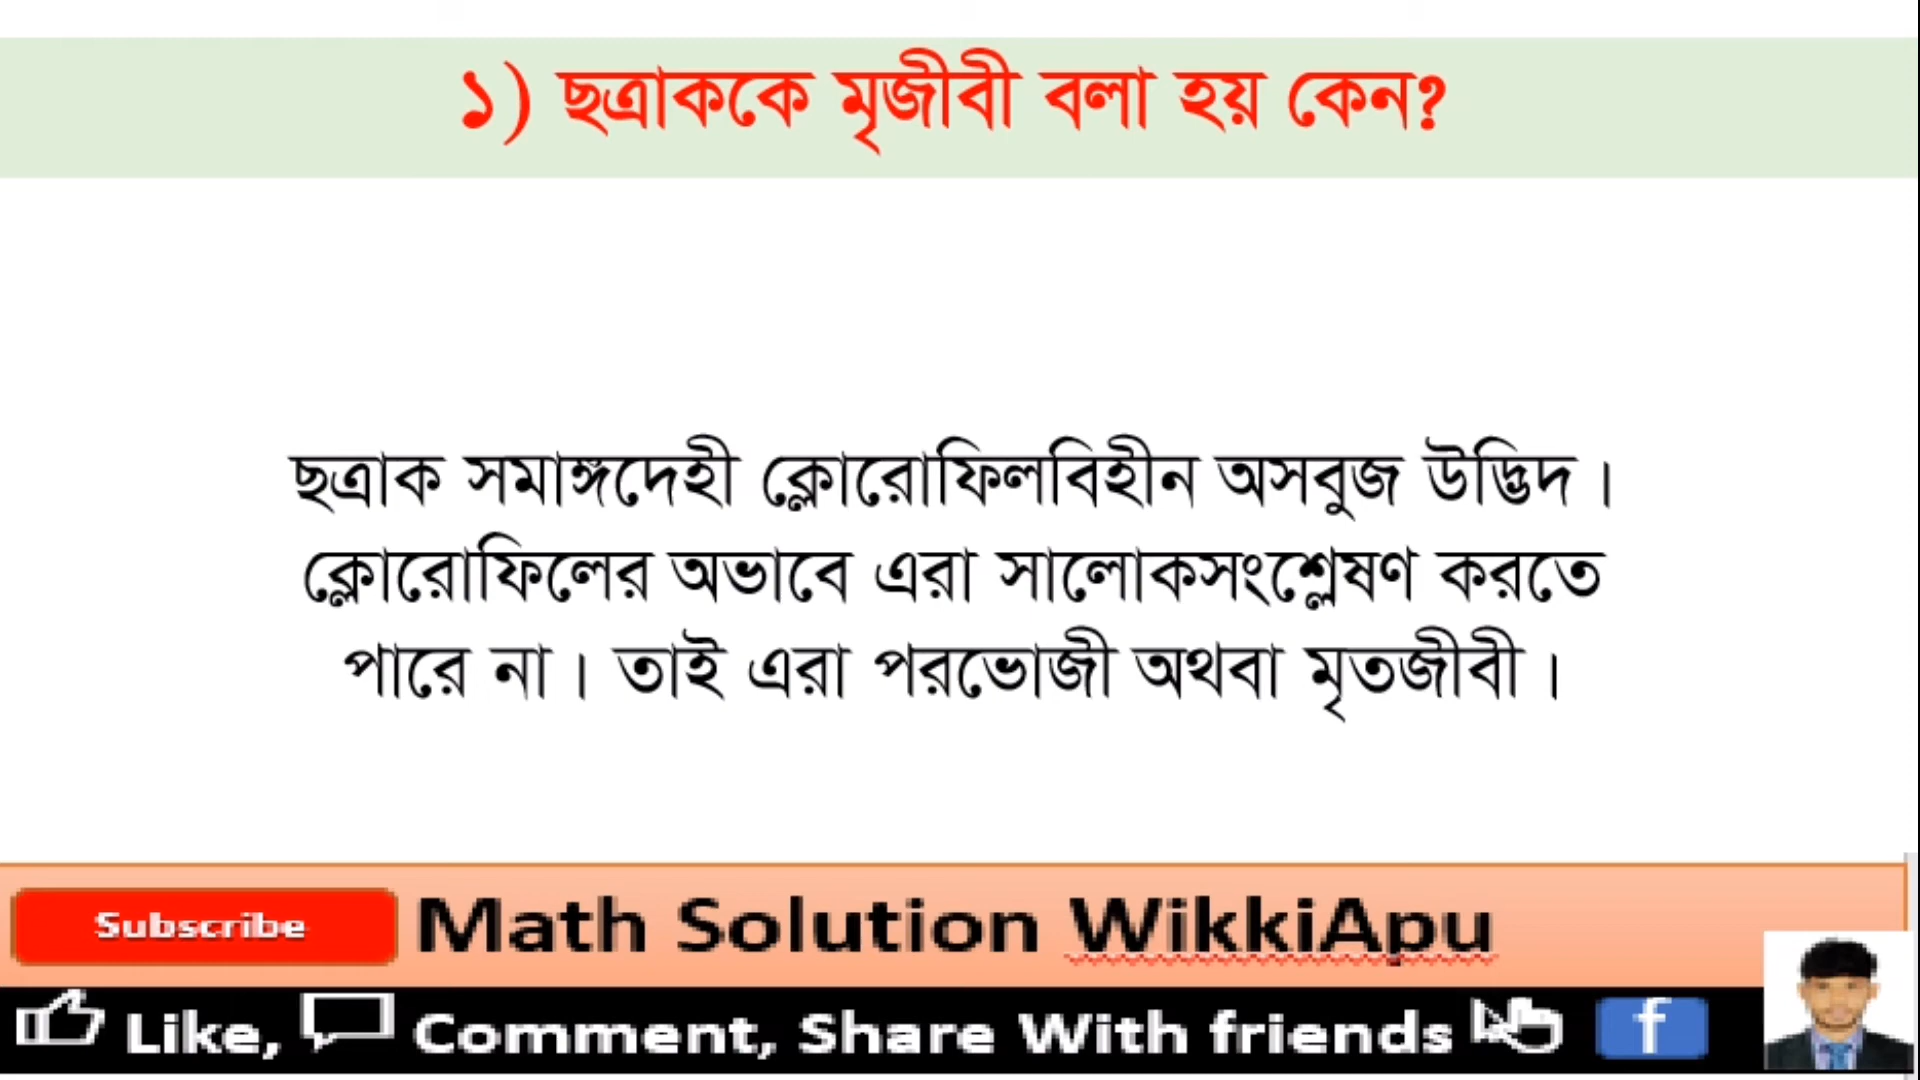 ১) ছত্রাককে মৃজীবী বলা হয় কেন?
ছত্রাক সমাঙ্গদেহী ক্লোরোফিলবিহীন অসবুজ উদ্ভিদ।
ক্লোরোফিলের অভাবে এরা সালোকসংশ্লেষণ করতে
পারে না। তাই এরা পরভোজী অথবা মৃতজীবী।
Subscribe Math Solution WikkiApu
Like, Comment, Share With friends f